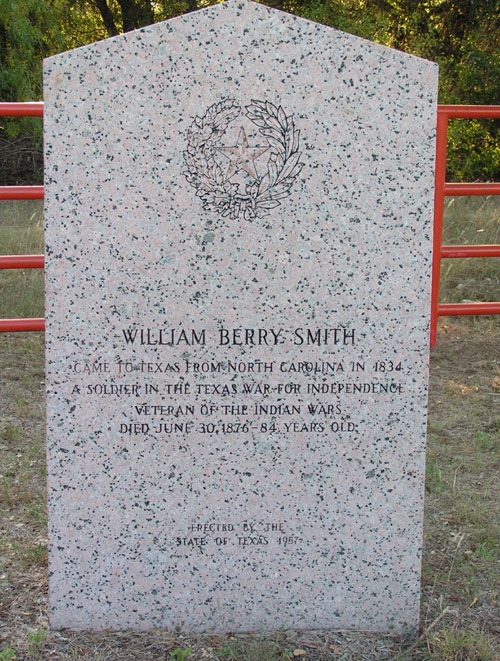 WILLIAM BERRY SMITH
CAME TO TEXAS FROM NORTH CAROLINA IN 1834
A SOLDIER IN THE TEXAS WAR FOR INDEPENDENCE
VETERAN OF THE INDIAN WARS
DIED JUNE 30, 1876 - 84 YEARS OLD
ERECTED BY THE
STATE OF TEXAS 1967